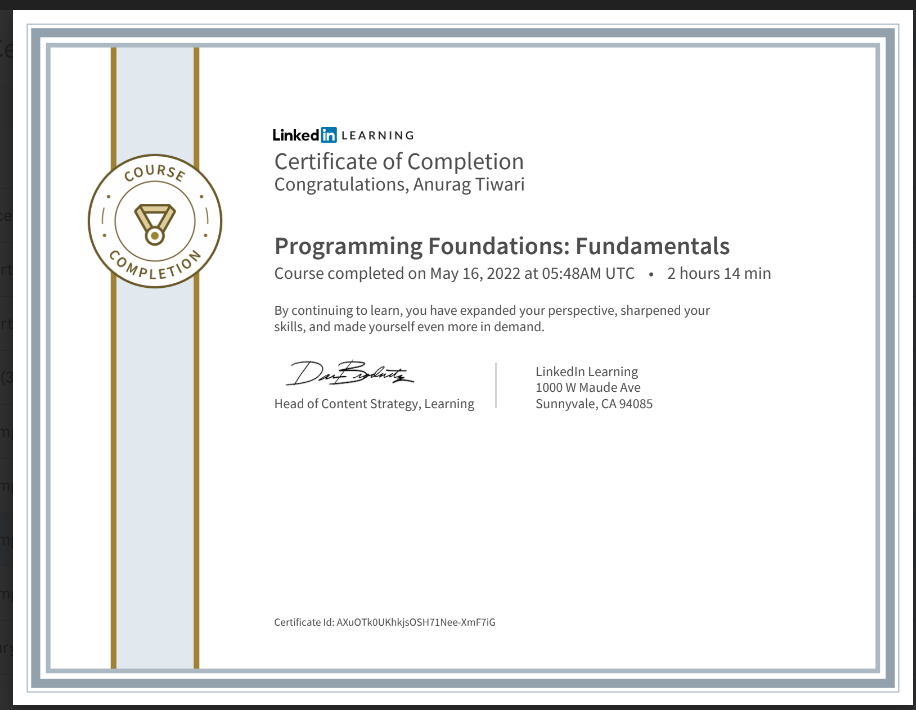 COURSE
COMPLETION
Linked in LEARNING
Certificate of Completion
Congratulations, Anurag Tiwari
Programming Foundations: Fundamentals
Course completed on May 16, 2022 at 05:48AM UTC • 2 hours 14 min
By continuing to learn, you have expanded your perspective, sharpened your
skills, and made yourself even more in demand.
Head of Content Strategy, Learning
LinkedIn Learning
1000 W Maude Ave
Sunnyvale, CA 94085
Certificate Id: AXuOTk0UKhkjsOSH71Nee-XmF7iG